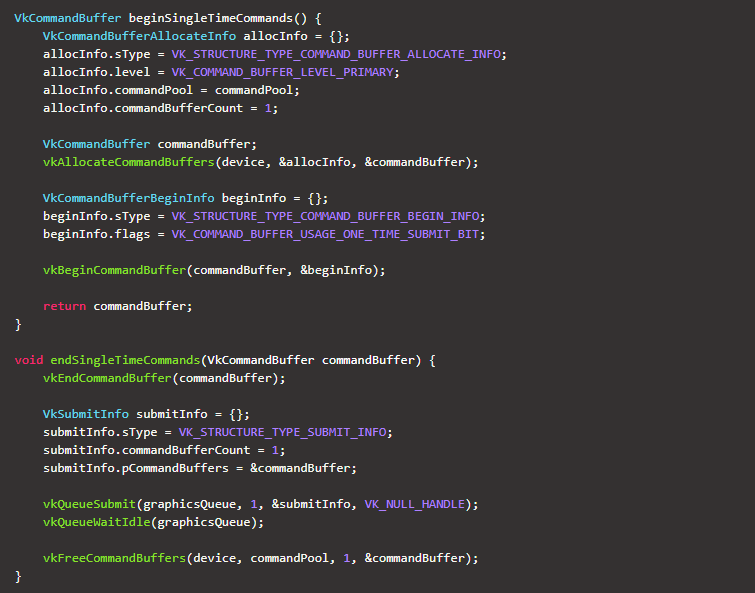 VkCommandBuffer beginSingleTimeCommands() {
    VkCommandBufferAllocateInfo allocInfo = {};
    allocInfo.sType = VK_STRUCTURE_TYPE_COMMAND_BUFFER_ALLOCATE_INFO;
    allocInfo.level = VK_COMMAND_BUFFER_LEVEL_PRIMARY;
    allocInfo.commandPool = commandPool;
    allocInfo.commandBufferCount = 1;

    VkCommandBuffer commandBuffer;
    vkAllocateCommandBuffers(device, &allocInfo, &commandBuffer);

    VkCommandBufferBeginInfo beginInfo = {};
    beginInfo.sType = VK_STRUCTURE_TYPE_COMMAND_BUFFER_BEGIN_INFO;
    beginInfo.flags = VK_COMMAND_BUFFER_USAGE_ONE_TIME_SUBMIT_BIT;

    vkBeginCommandBuffer(commandBuffer, &beginInfo);

    return commandBuffer;
}

void endSingleTimeCommands(VkCommandBuffer commandBuffer) {
    vkEndCommandBuffer(commandBuffer);

    VkSubmitInfo submitInfo = {};
    submitInfo.sType = VK_STRUCTURE_TYPE_SUBMIT_INFO;
    submitInfo.commandBufferCount = 1;
    submitInfo.pCommandBuffers = &commandBuffer;

    vkQueueSubmit(graphicsQueue, 1, &submitInfo, VK_NULL_HANDLE);
    vkQueueWaitIdle(graphicsQueue);

    vkFreeCommandBuffers(device, commandPool, 1, &commandBuffer);
}